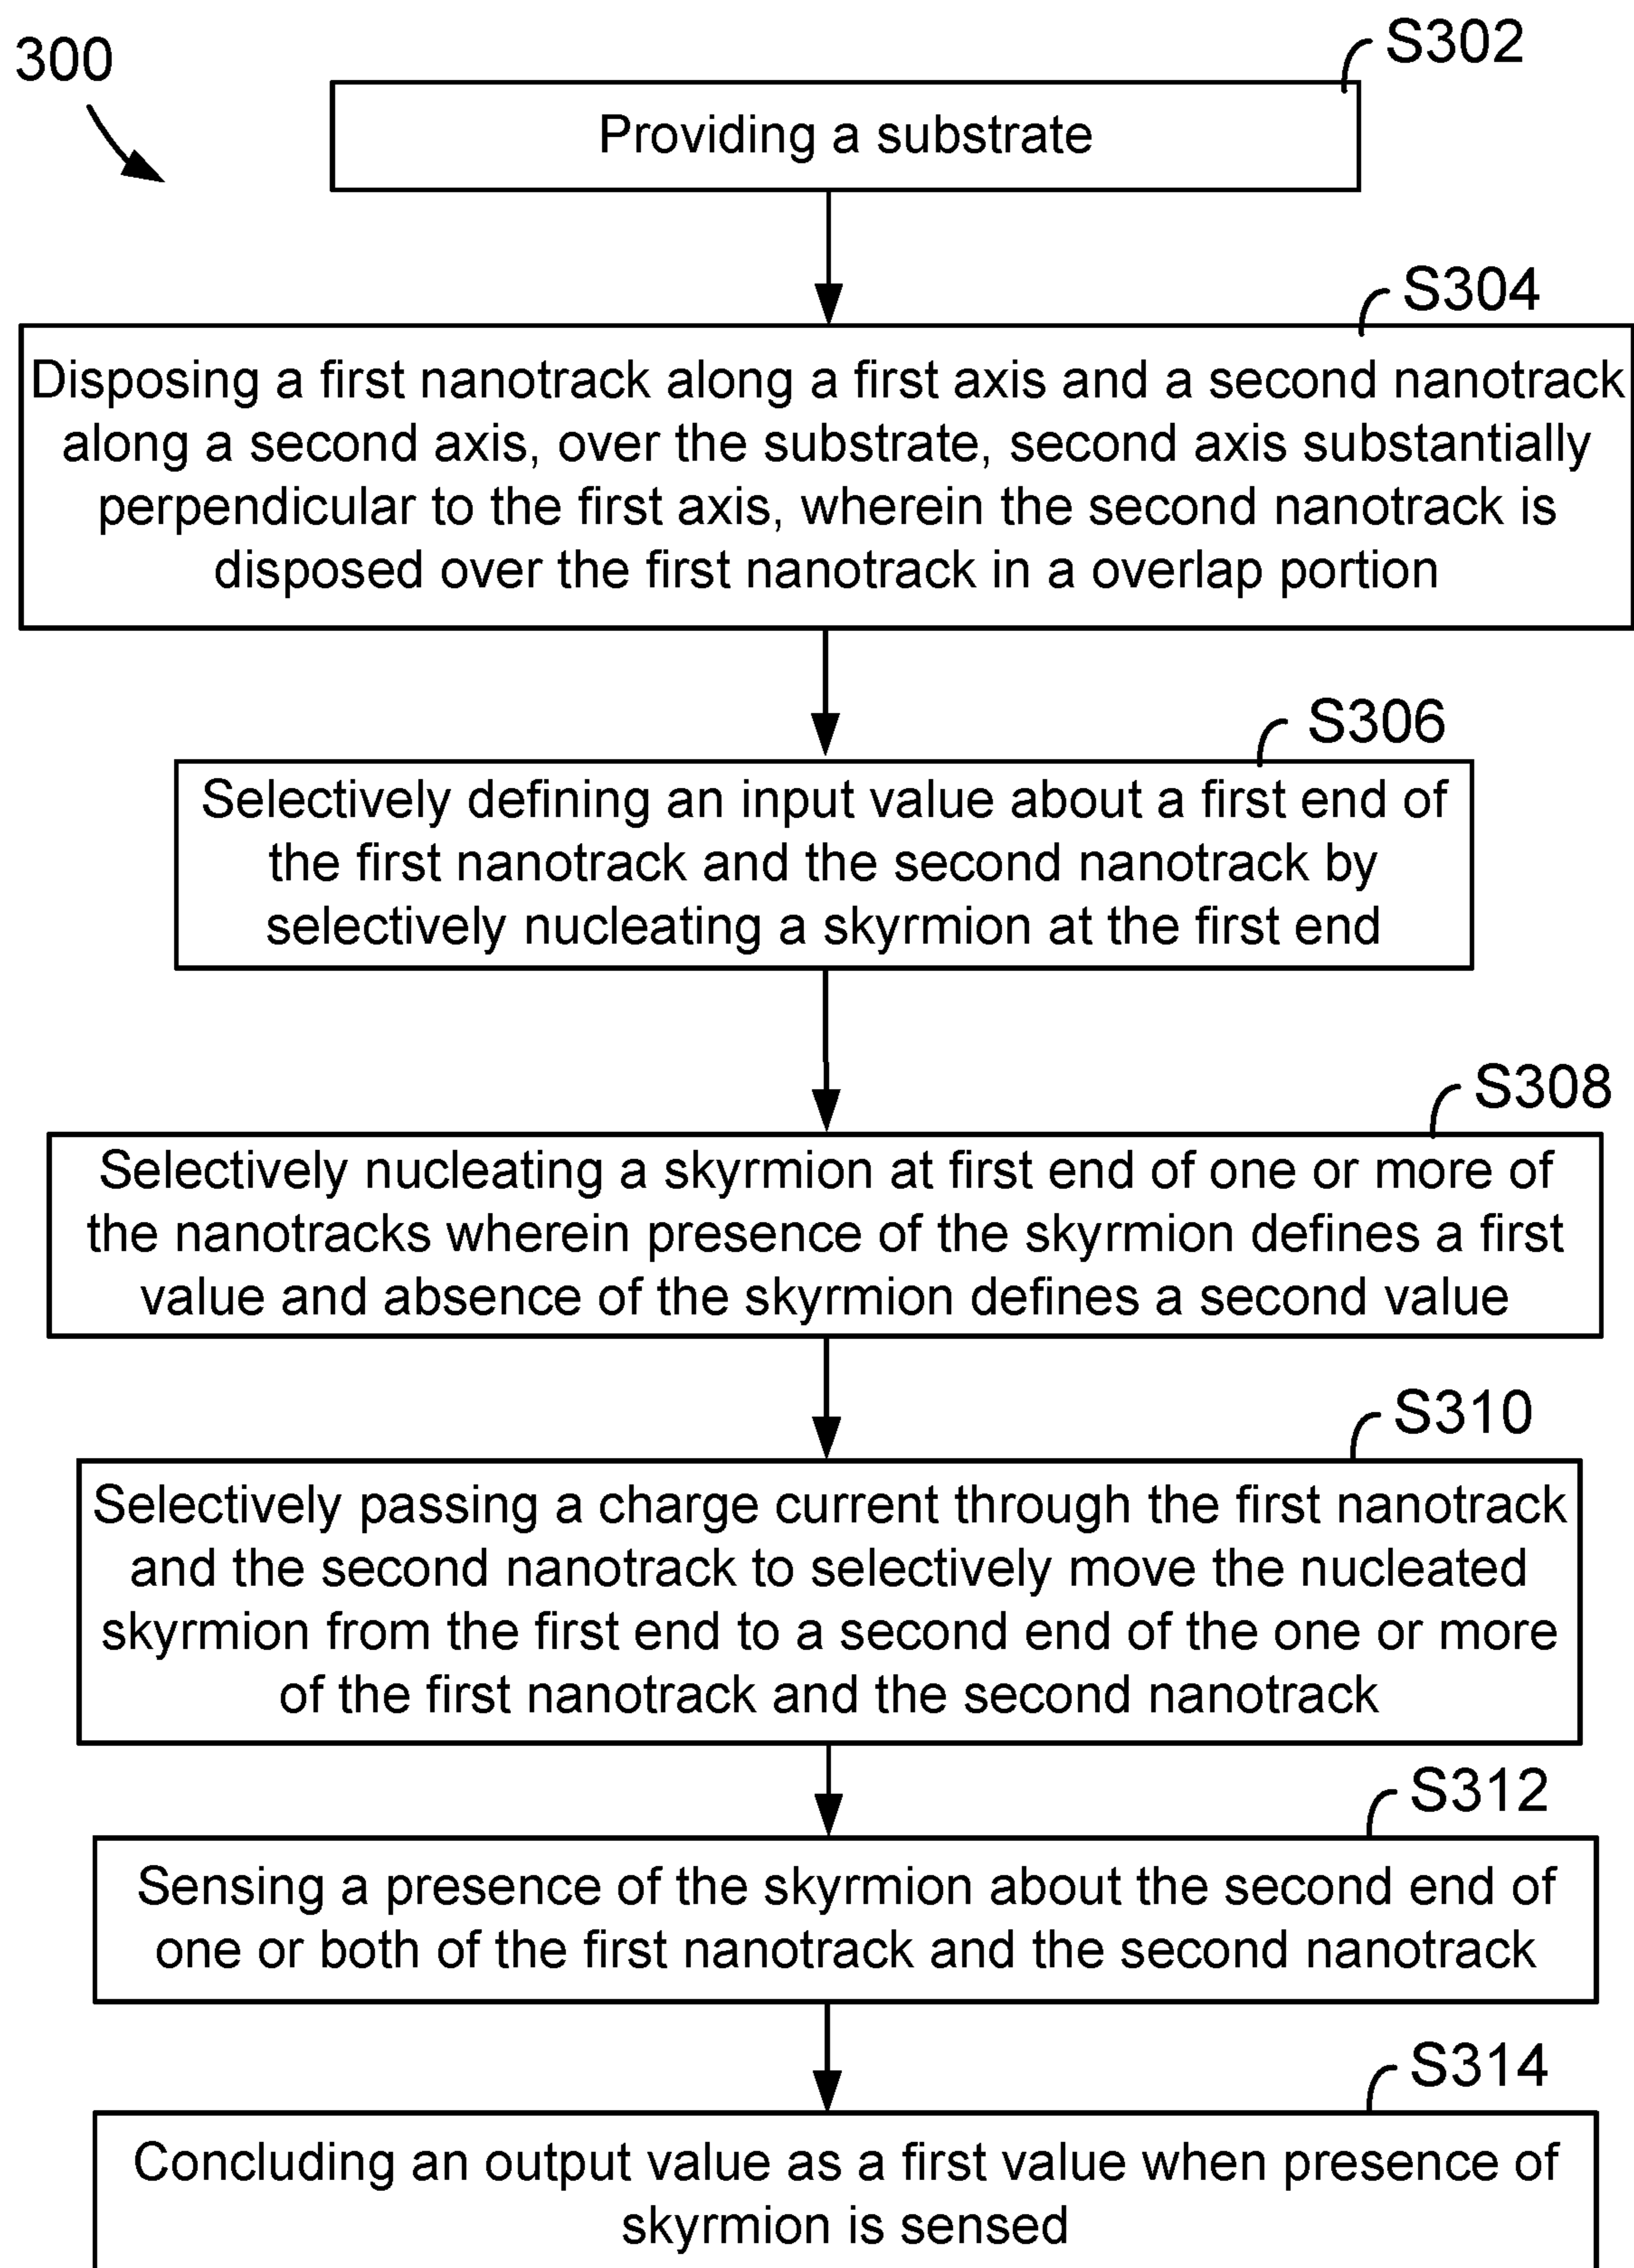 300
S302
Providing a substrate
S304
Disposing a first nanotrack along a first axis and a second nanotrack
along a second axis, over the substrate, second axis substantially
perpendicular to the first axis, wherein the second nanotrack is
disposed over the first nanotrack in a overlap portion
S306
Selectively defining an input value about a first end of
the first nanotrack and the second nanotrack by
selectively nucleating a skyrmion at the first end
S308
Selectively nucleating a skyrmion at first end of one or more of
the nanotracks wherein presence of the skyrmion defines a first
value and absence of the skyrmion defines a second value
S310
Selectively passing a charge current through the first nanotrack
and the second nanotrack to selectively move the nucleated
skyrmion from the first end to a second end of the one or more
of the first nanotrack and the second nanotrack
S312
Sensing a presence of the skyrmion about the second end of
one or both of the first nanotrack and the second nanotrack
S314
Concluding an output value as a first value when presence of
skyrmion is sensed